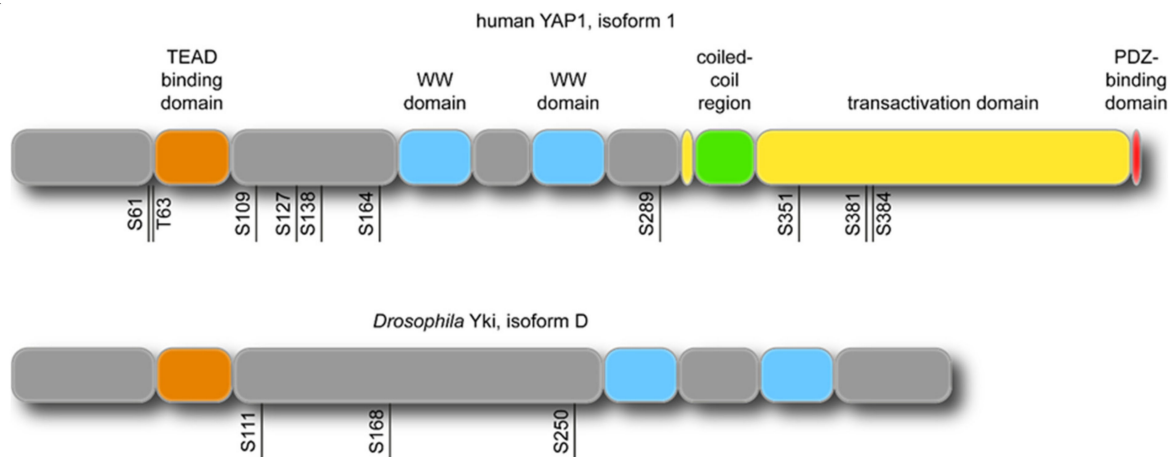 human YAP1, isoform 1
TEAD
binding
domain
WW
domain
WW
domain
coiled-
coil
region
transactivation domain
PDZ-
binding
domain
S61
T63
S109
S127
S138
S164
S289
S351
S381
S384
Drosophila Yki, isoform D
S111
S168
S250